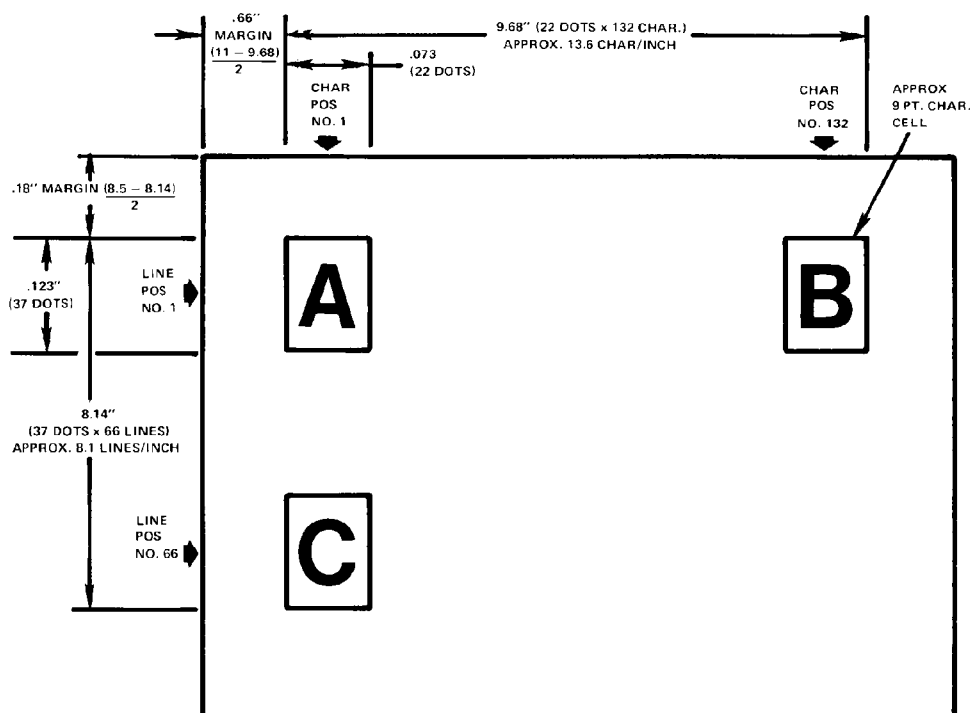 .66"
MARGIN
(11 – 9.68)
2
9.68" (22 DOTS x 132 CHAR.)
APPROX. 13.6 CHAR/INCH
.073
(22 DOTS)
CHAR
POS
NO. 1
CHAR
POS
NO. 132
APPROX
9 PT. CHAR.
CELL
.18" MARGIN (8.5 – 8.14)
2
.123"
(37 DOTS)
LINE
POS
NO. 1
A
B
8.14"
(37 DOTS x 66 LINES)
APPROX. 8.1 LINES/INCH
LINE
POS
NO. 66
C